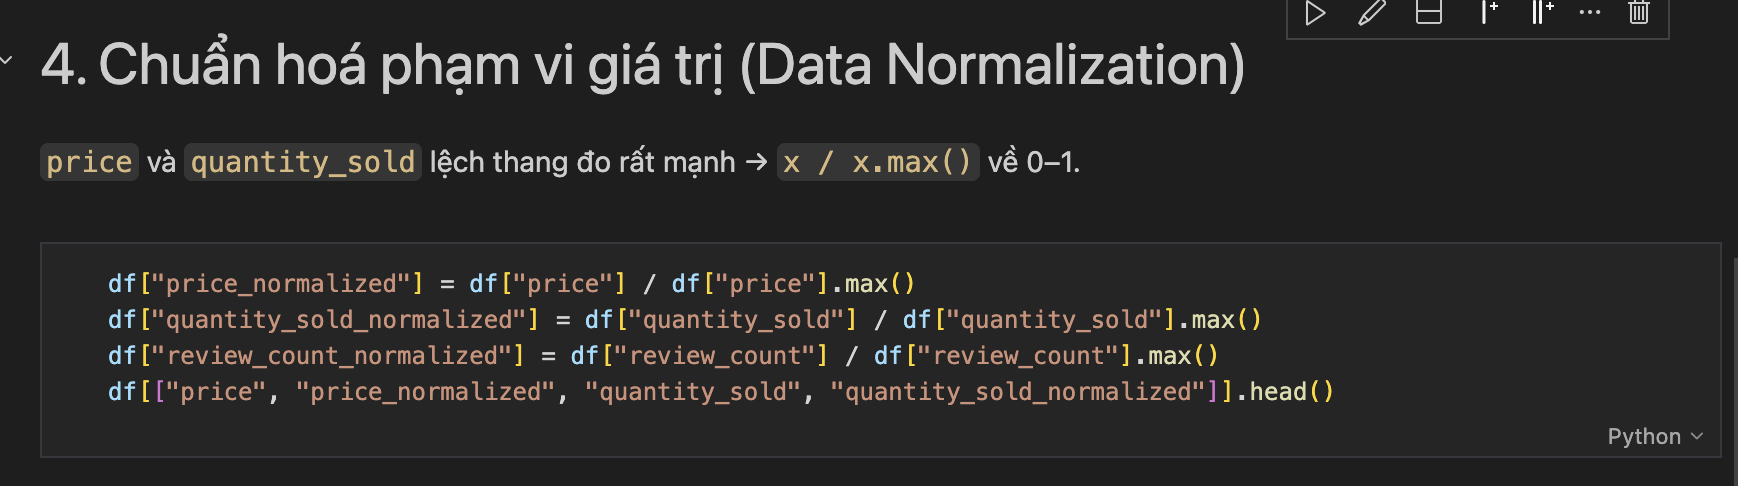 4. Chuẩn hoá phạm vi giá trị (Data Normalization)
price và quantity_sold lệch thang đo rất mạnh → x / x.max() về 0–1.
df["price_normalized"] = df["price"] / df["price"].max()
df["quantity_sold_normalized"] = df["quantity_sold"] / df["quantity_sold"].max()
df["review_count_normalized"] = df["review_count"] / df["review_count"].max()
df[["price", "price_normalized", "quantity_sold", "quantity_sold_normalized"]].head()
Python